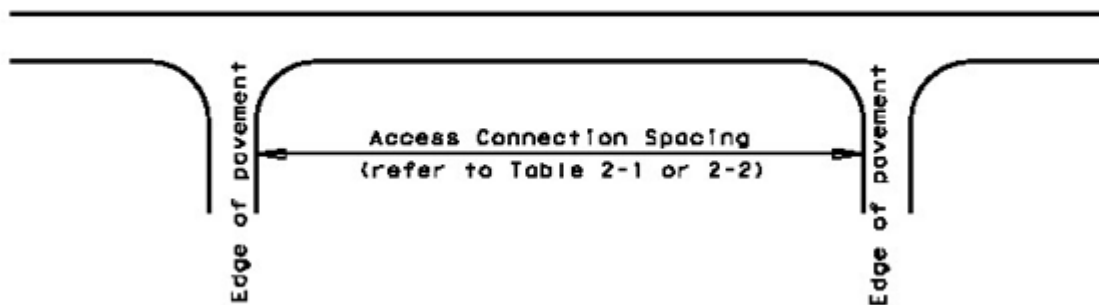 Edge of pavement
Access Connection Spacing
(refer to Table 2-1 or 2-2)
Edge of pavement